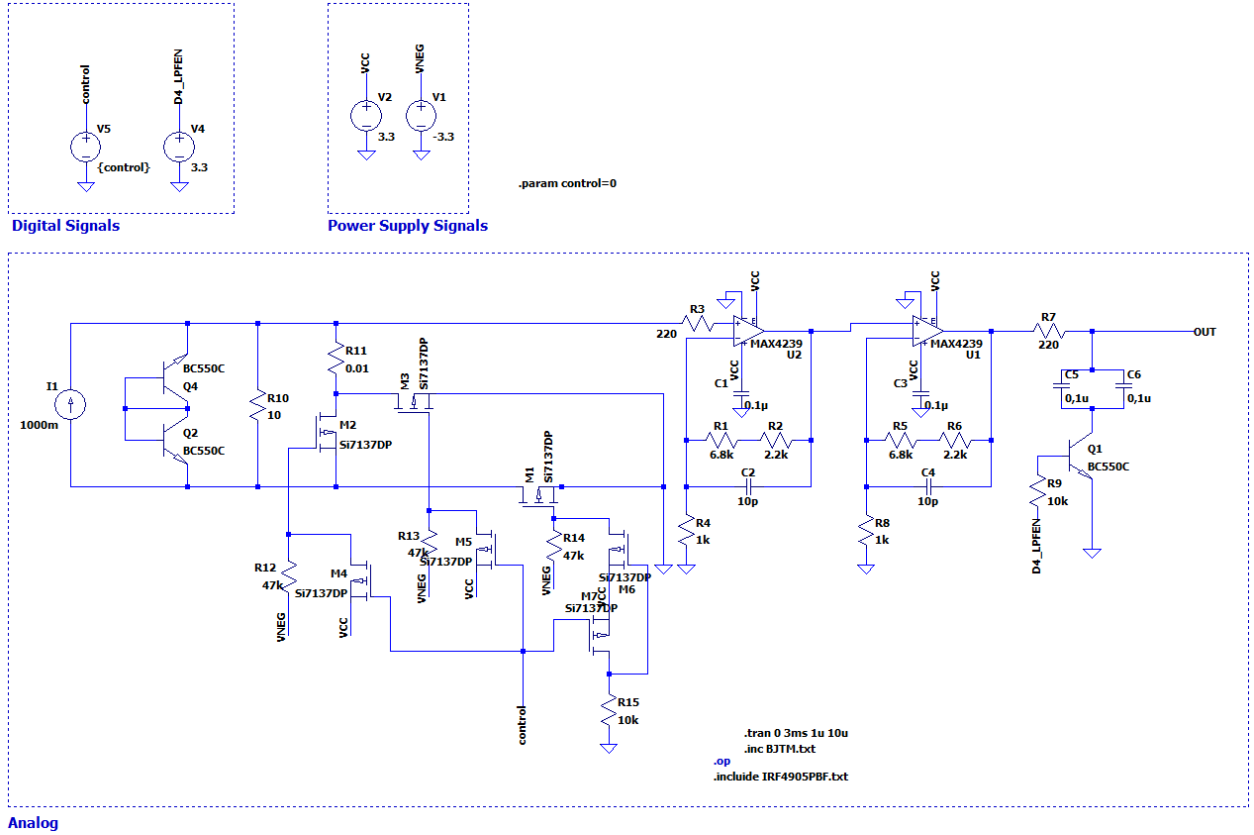 control
V5
{control}
D4_LPFEN
V4
3.3
Digital Signals
VCC
V2
3.3
VNEG
V1
-3.3
Power Supply Signals
.param control=0
I1
1000m
BC550C
Q4
Q2
BC550C
R10
10
R11
0.01
M2
Si7137DP
M3
Si7137DP
M1
Si7137DP
R12
47k
VNEG
M4
Si7137DP
VCC
R13
47k
VNEG
M5
Si7137DP
VCC
R14
47k
VNEG
Si7137DP
M6
M7
Si7137DP
VCC
R15
10k
control
R3
220
VCC
MAX4239
U2
VCC
C1
0.1µ
R1
6.8k
R2
2.2k
C2
10p
R4
1k
VCC
MAX4239
U1
VCC
C3
0.1µ
R5
6.8k
R6
2.2k
C4
10p
R8
1k
R7
220
OUT
C5
0,1u
C6
0,1u
Q1
BC550C
R9
10k
D4_LPFEN
.tran 0 3ms 1u 10u
.inc BJTM.txt
.op
.incluide IRF4905PBF.txt
Analog